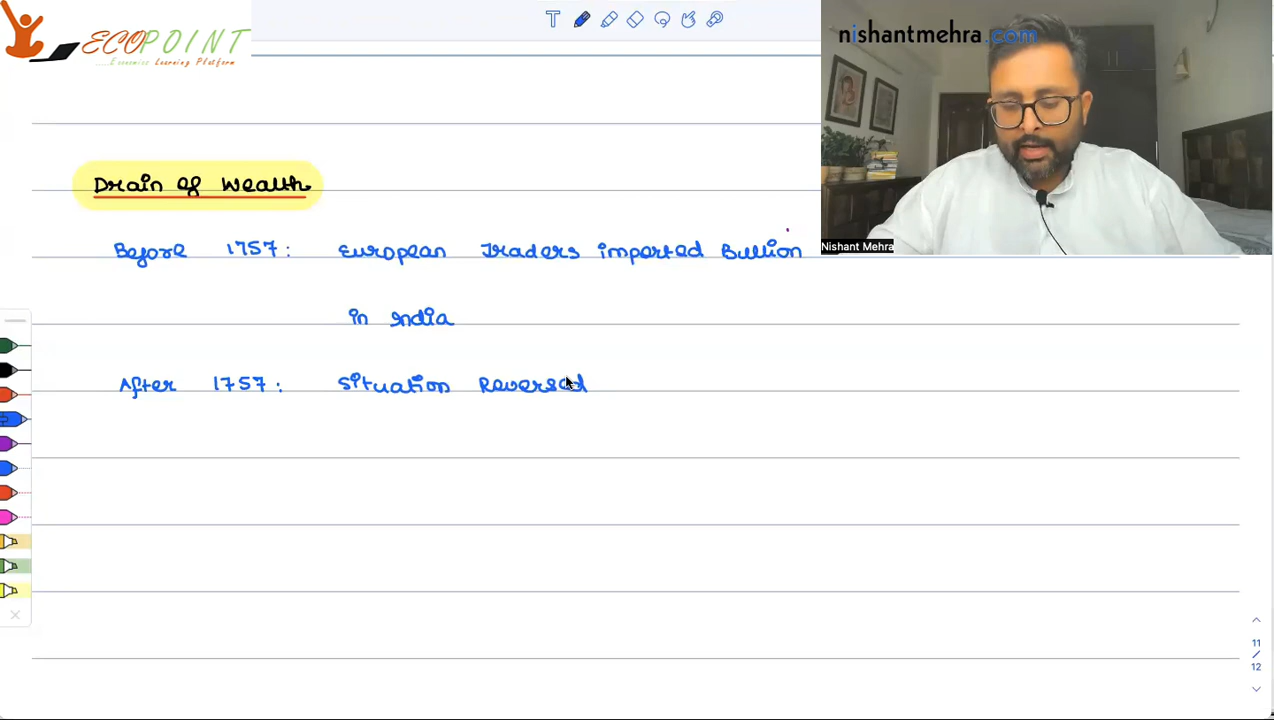 ECOPOINT
....Economics Learning Platform
nishantmehra.com
Drain of Wealth
Before 1757: European Traders imported Bullion
Nishant Mehra
in India
After 1757: Situation Reversed
11
/
12